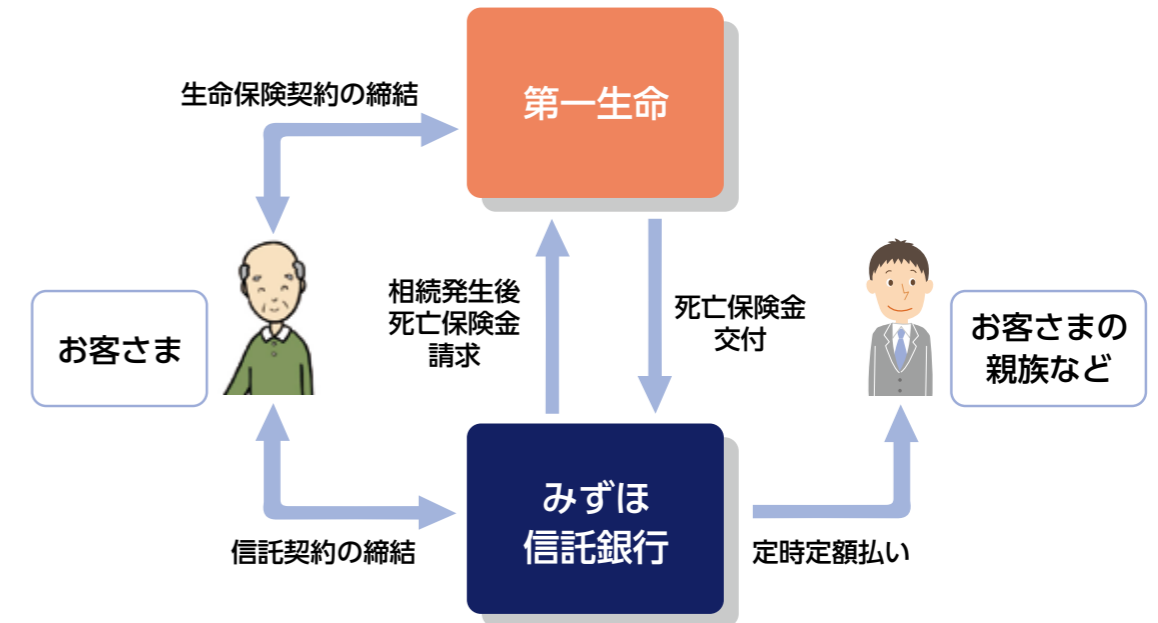 第一生命
生命保険契約の締結
お客さま
相続発生後
死亡保険金
請求
死亡保険金
交付
お客さまの
親族など
みずほ
信託銀行
信託契約の締結
定時定額払い